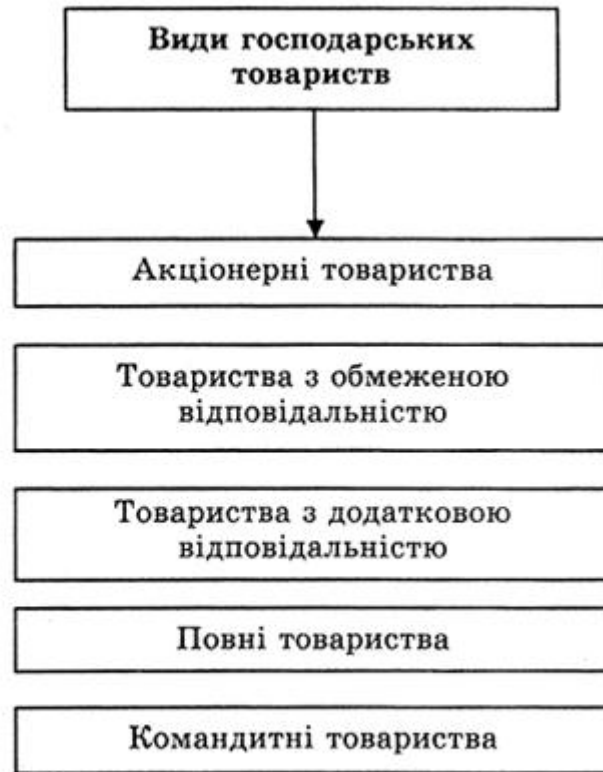 Види господарських
товариств
Акціонерні товариства
Товариства з обмеженою
відповідальністю
Товариства з додатковою
відповідальністю
Повні товариства
Командитні товариства